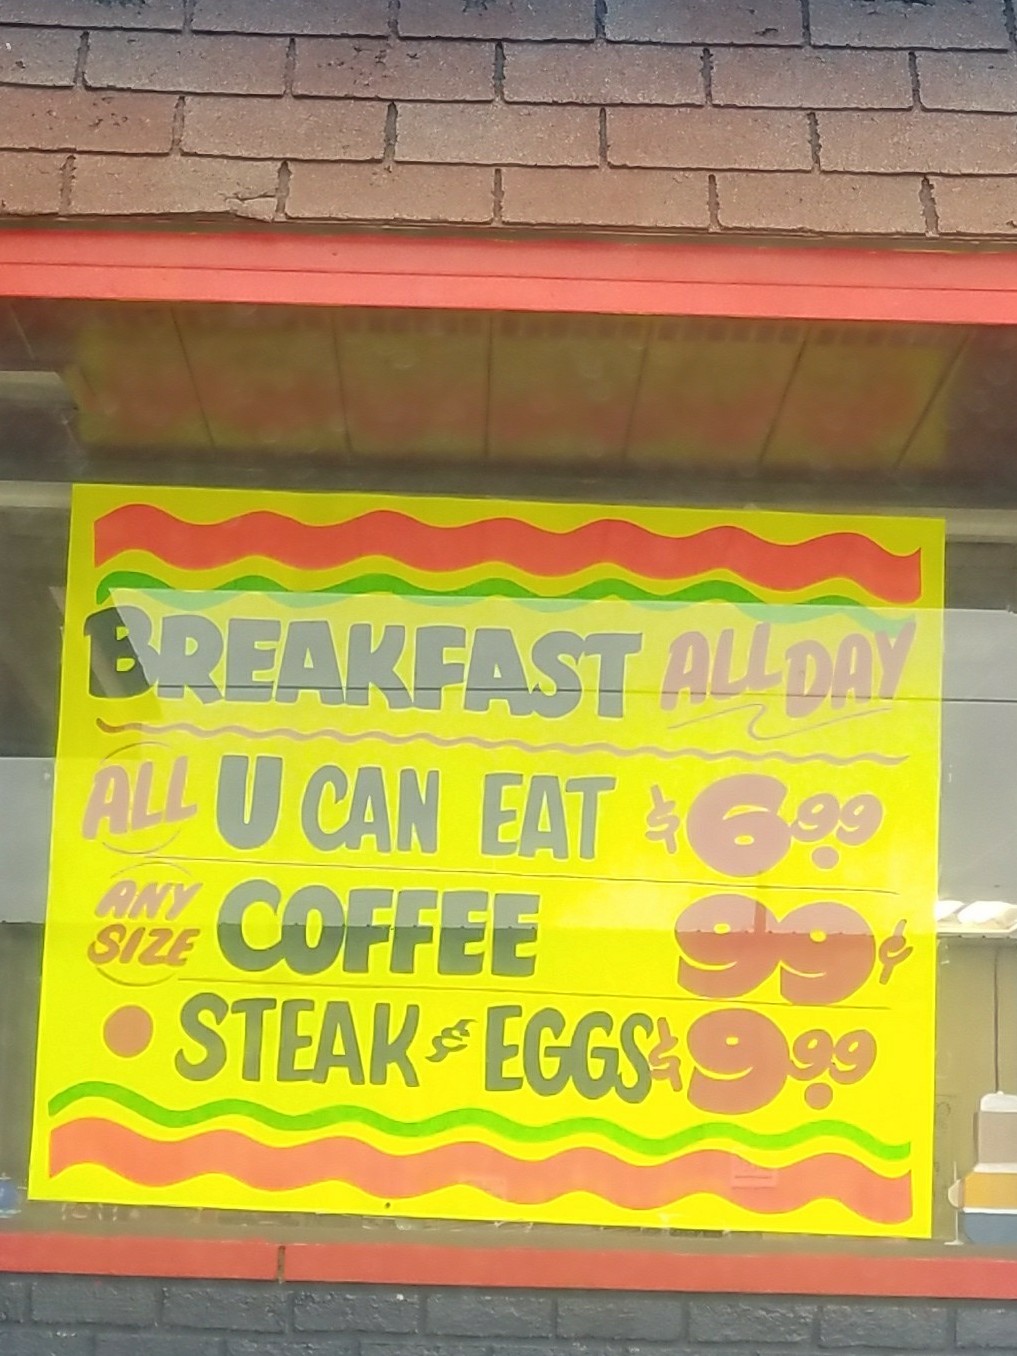 BREAKFAST ALL DAY
ALL U CAN EAT $6.99
ANY SIZE COFFEE 99¢
STEAK & EGGS $9.99